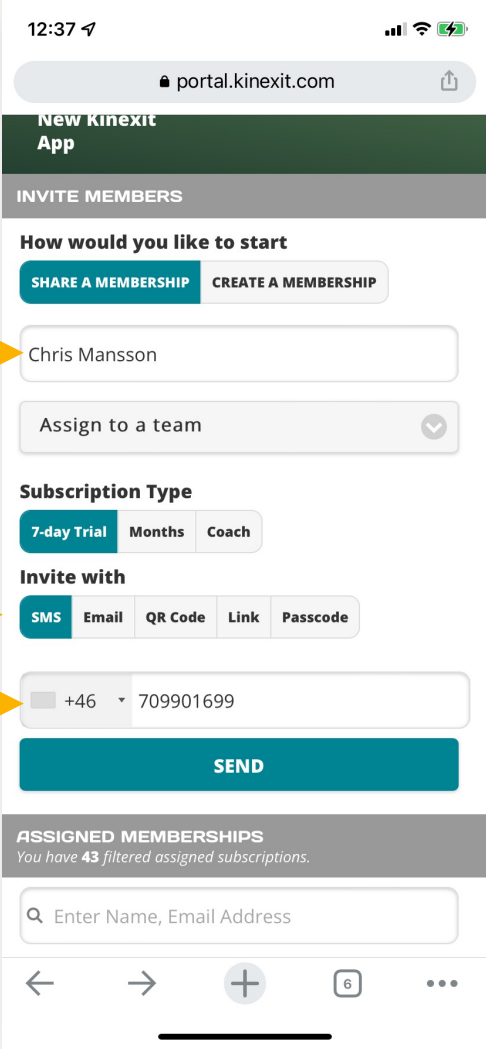 12:37
portal.kinexit.com
New Kinexit
App
INVITE MEMBERS
How would you like to start
SHARE A MEMBERSHIP CREATE A MEMBERSHIP
Chris Mansson
Assign to a team
Subscription Type
7-day Trial Months Coach
Invite with
SMS Email QR Code Link Passcode
+46 709901699
SEND
ASSIGNED MEMBERSHIPS
You have 43 filtered assigned subscriptions.
Enter Name, Email Address
6